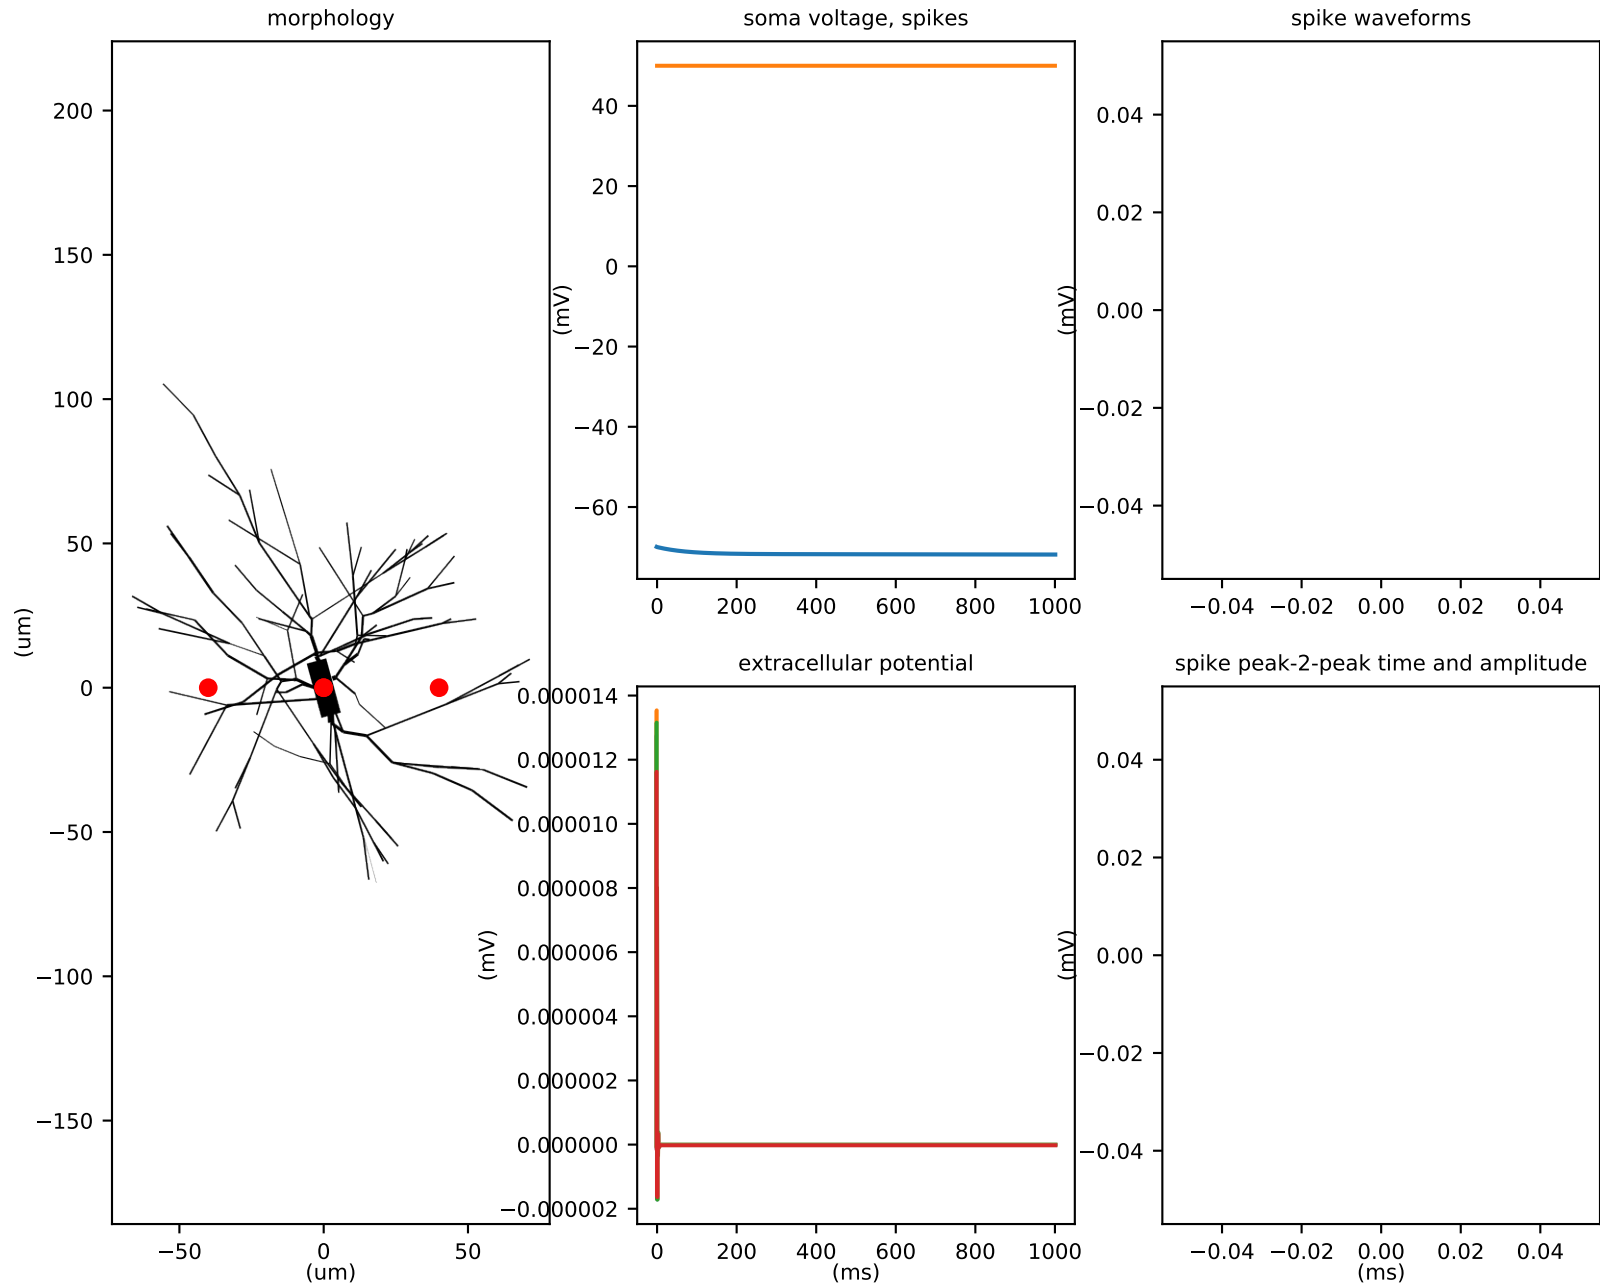 morphology
200
150
100
50
0
−50
−100
−150
(um)
−50 0 50
(um)
soma voltage, spikes
40
20
0
−20
−40
−60
(mV)
0 200 400 600 800 1000
spike waveforms
0.04
0.02
0.00
−0.02
−0.04
(mV)
−0.04 −0.02 0.00 0.02 0.04
extracellular potential
0.000014
0.000012
0.000010
0.000008
0.000006
0.000004
0.000002
0.000000
−0.000002
(mV)
0 200 400 600 800 1000
(ms)
spike peak-2-peak time and amplitude
0.04
0.02
0.00
−0.02
−0.04
(mV)
−0.04 −0.02 0.00 0.02 0.04
(ms)